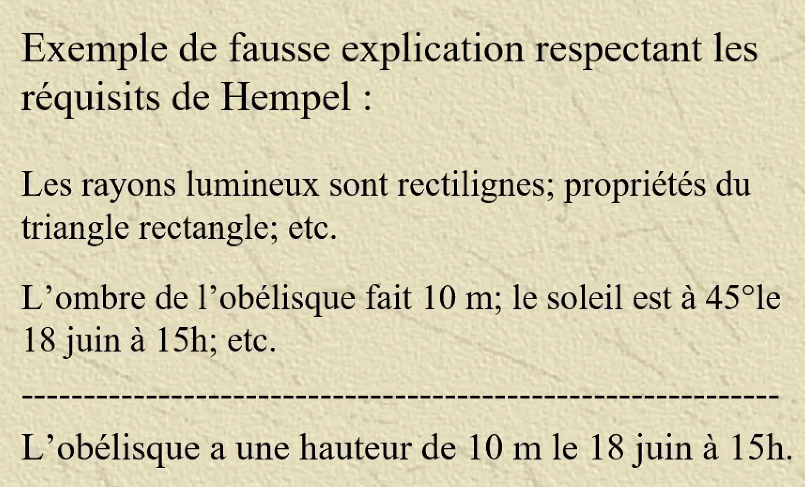 Exemple de fausse explication respectant les
réquisits de Hempel :
Les rayons lumineux sont rectilignes; propriétés du
triangle rectangle; etc.
L’ombre de l’obélisque fait 10 m; le soleil est à 45°le
18 juin à 15h; etc.
-------------------------------------------------------------
L’obélisque a une hauteur de 10 m le 18 juin à 15h.